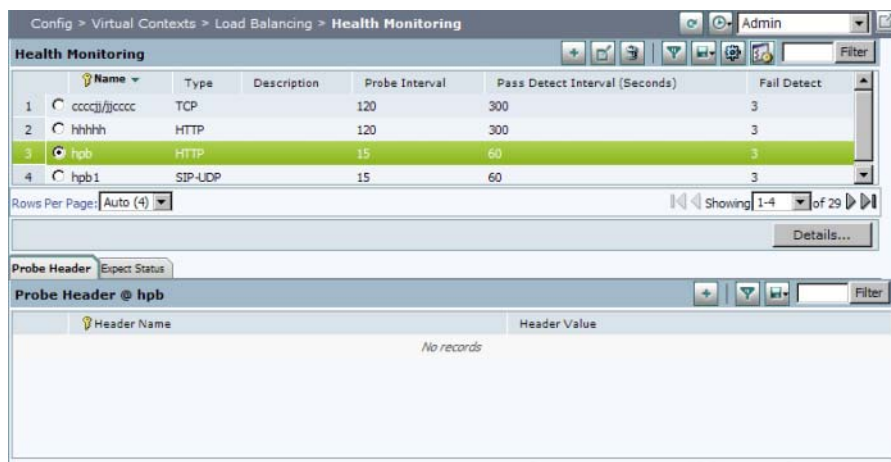 Config > Virtual Contexts > Load Balancing > Health Monitoring
Admin
Health Monitoring
Filter
Name Type Description Probe Interval Pass Detect Interval (Seconds) Fail Detect
1 ccccjj/jjcccc TCP 120 300 3
2 hhhhh HTTP 120 300 3
3 hpb HTTP 15 60 3
4 hpb1 SIP-UDP 15 60 3
Rows Per Page: Auto (4) Showing 1-4 of 29
Details...
Probe Header Expect Status
Probe Header @ hpb Filter
Header Name Header Value
No records